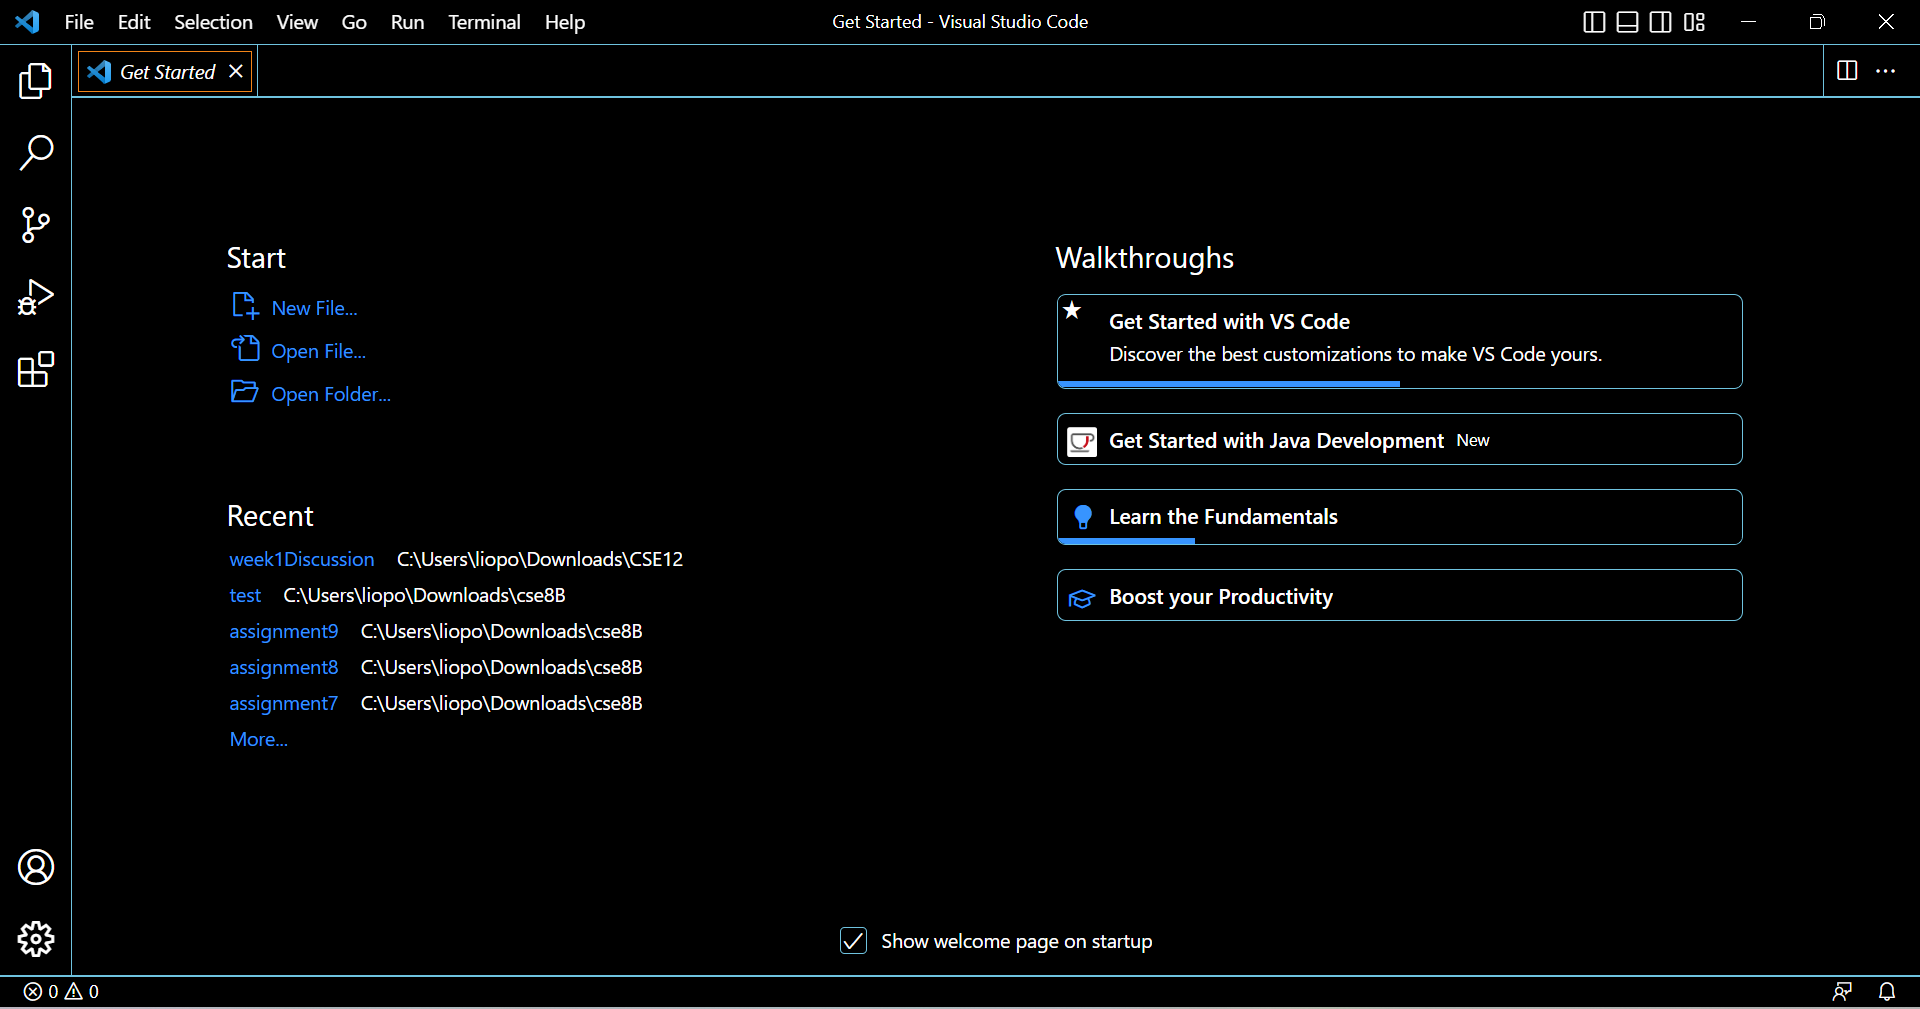 File Edit Selection View Go Run Terminal Help Get Started - Visual Studio Code
Get Started
Start
New File...
Open File...
Open Folder...
Recent
week1Discussion C:\Users\liopo\Downloads\CSE12
test C:\Users\liopo\Downloads\cse8B
assignment9 C:\Users\liopo\Downloads\cse8B
assignment8 C:\Users\liopo\Downloads\cse8B
assignment7 C:\Users\liopo\Downloads\cse8B
More...
Walkthroughs
Get Started with VS Code
Discover the best customizations to make VS Code yours.
Get Started with Java Development New
Learn the Fundamentals
Boost your Productivity
Show welcome page on startup
0 0